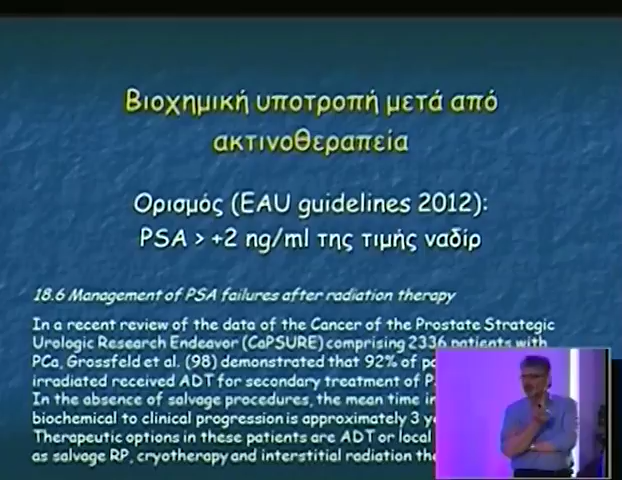 Βιοχημική υποτροπή μετά από
ακτινοθεραπεία
Ορισμός (EAU guidelines 2012):
PSA > +2 ng/ml της τιμής ναδίρ
18.6 Management of PSA failures after radiation therapy
In a recent review of the data of the Cancer of the Prostate Strategic
Urologic Research Endeavor (CaPSURE) comprising 2336 patients with
PCa, Grossfeld et al. (98) demonstrated that 92% of
irradiated received ADT for secondary treatment of
In the absence of salvage procedures, the mean time
biochemical to clinical progression is approximately 3
Therapeutic options in these patients are ADT or local
as salvage RP, cryotherapy and interstitial radiation